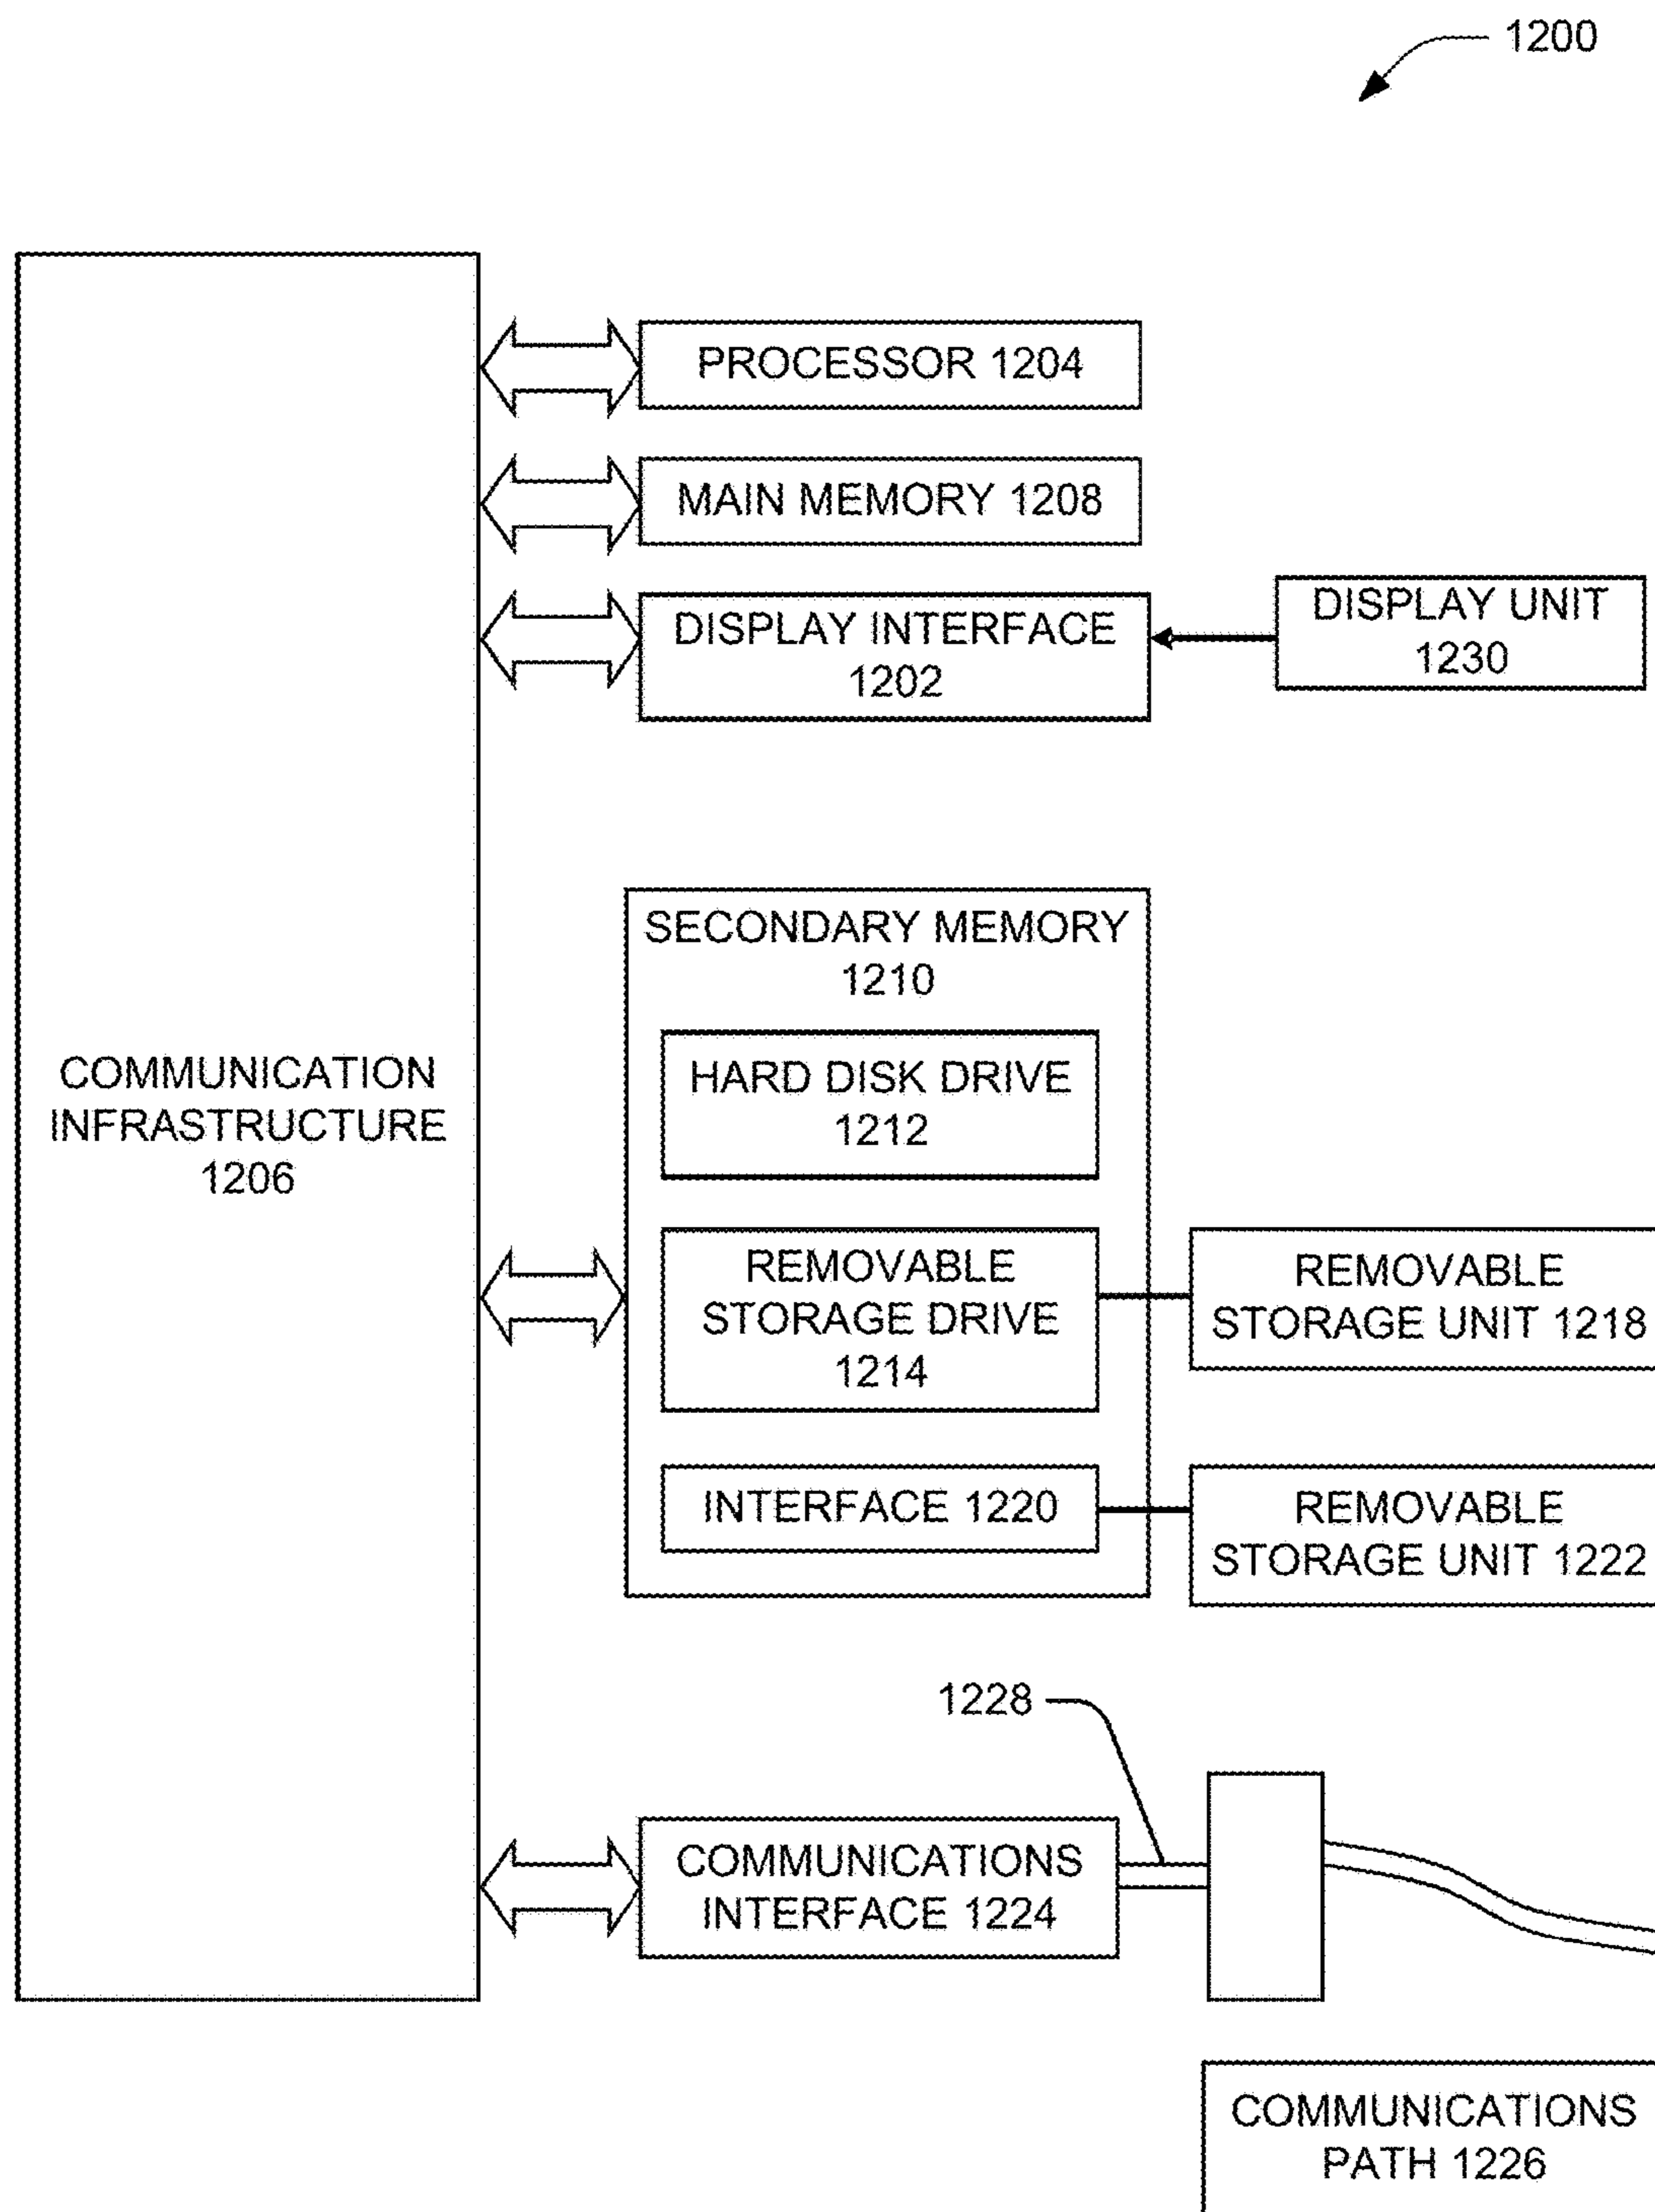 1200
PROCESSOR 1204
MAIN MEMORY 1208
DISPLAY INTERFACE
1202
DISPLAY UNIT
1230
SECONDARY MEMORY
1210
HARD DISK DRIVE
1212
COMMUNICATION
INFRASTRUCTURE
1206
REMOVABLE
STORAGE DRIVE
1214
REMOVABLE
STORAGE UNIT 1218
INTERFACE 1220
REMOVABLE
STORAGE UNIT 1222
1228
COMMUNICATIONS
INTERFACE 1224
COMMUNICATIONS
PATH 1226